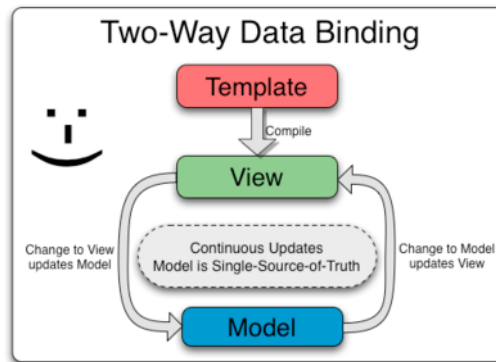 Two-Way Data Binding
Template
Compile
View
Change to View
updates Model
Continuous Updates
Model is Single-Source-of-Truth
Change to Model
updates View
Model